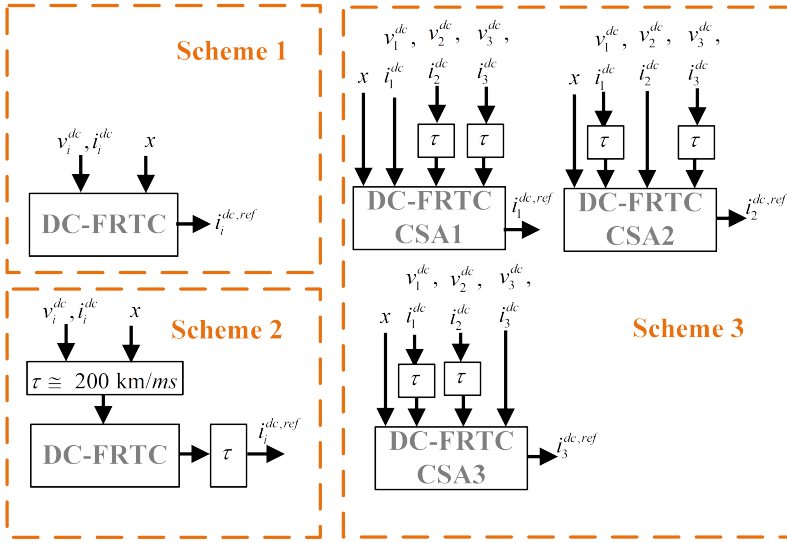 Scheme 1
v_i^{dc}, i_i^{dc} x
DC-FRTC
i_i^{dc,ref}
Scheme 2
v_i^{dc}, i_i^{dc} x
τ ≅ 200 km/ms
DC-FRTC
τ
i_i^{dc,ref}
Scheme 3
v_1^{dc}, v_2^{dc}, v_3^{dc},
x i_1^{dc} i_2^{dc} i_3^{dc}
τ τ
DC-FRTC
CSA1
i_1^{dc,ref}
v_1^{dc}, v_2^{dc}, v_3^{dc},
x i_1^{dc} i_2^{dc} i_3^{dc}
τ τ
DC-FRTC
CSA2
i_2^{dc,ref}
v_1^{dc}, v_2^{dc}, v_3^{dc},
x i_1^{dc} i_2^{dc} i_3^{dc}
τ τ
DC-FRTC
CSA3
i_3^{dc,ref}